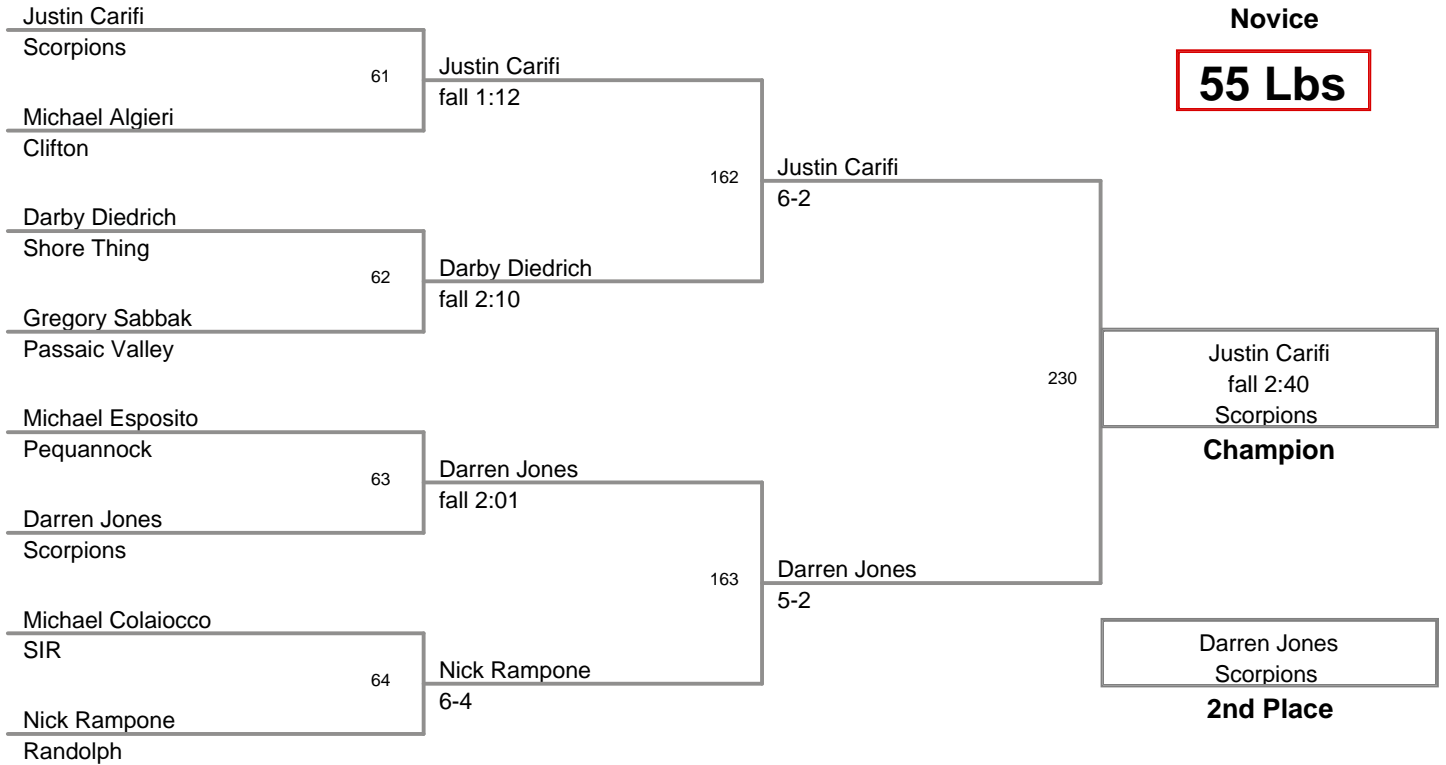 Justin Carifi
Scorpions
61
Michael Algieri
Clifton
Darby Diedrich
Shore Thing
62
Gregory Sabbak
Passaic Valley
Michael Esposito
Pequannock
63
Darren Jones
Scorpions
Michael Colaiocco
SIR
64
Nick Rampone
Randolph
Justin Carifi
fall 1:12
162
Darby Diedrich
fall 2:10
Darren Jones
fall 2:01
163
Nick Rampone
6-4
Justin Carifi
6-2
230
Darren Jones
5-2
Novice
55 Lbs
Justin Carifi
fall 2:40
Scorpions
Champion
Darren Jones
Scorpions
2nd Place